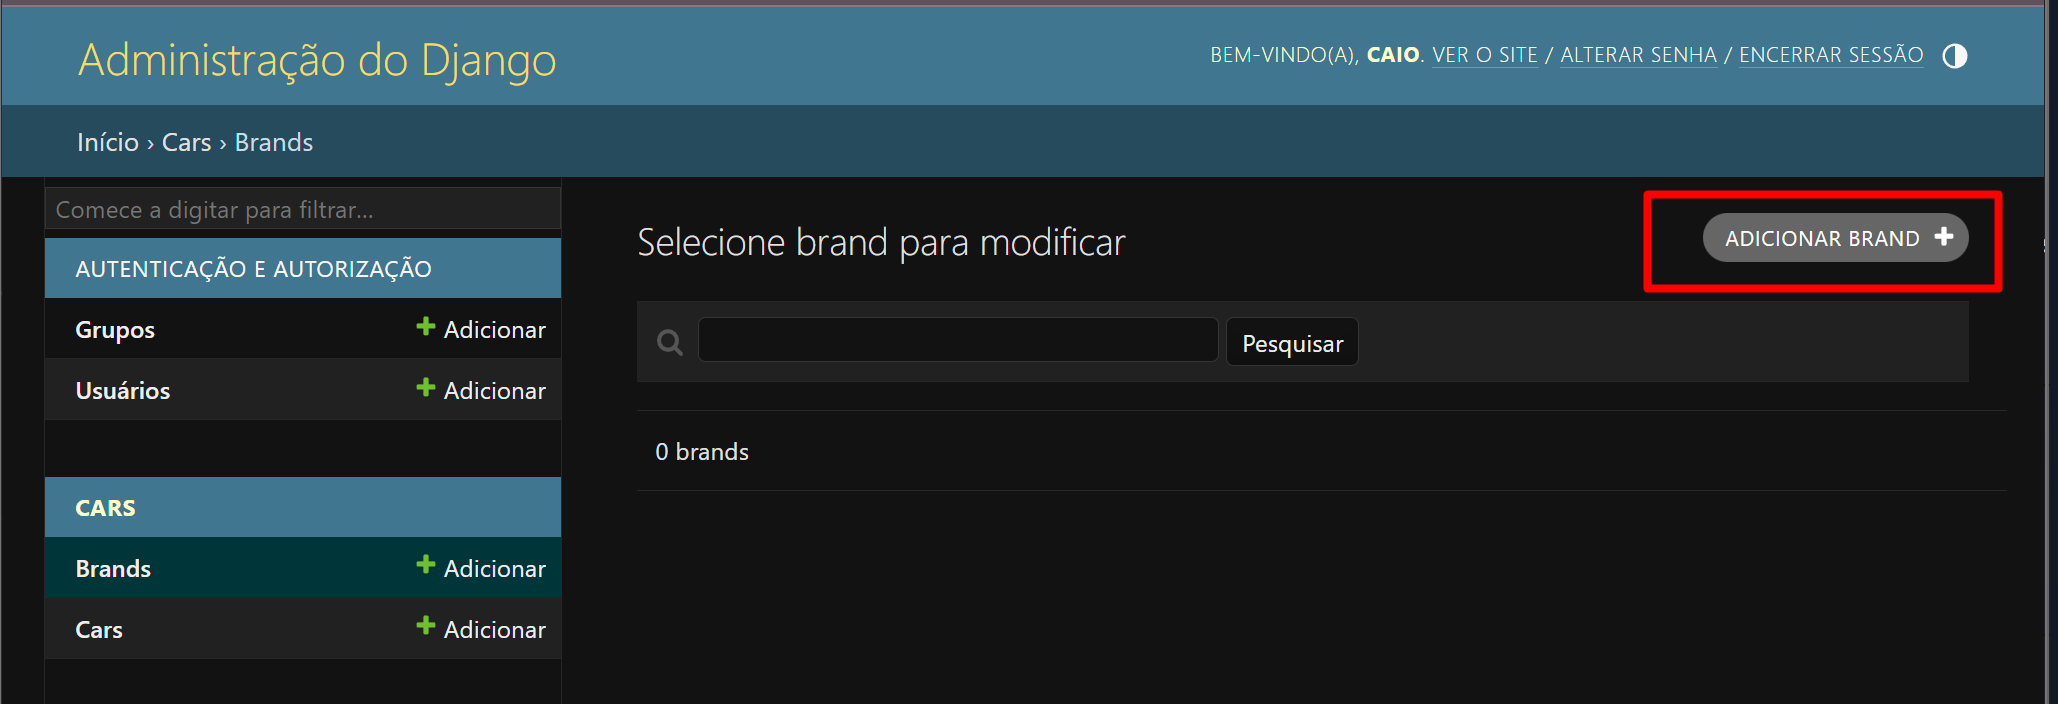 Administração do Django
BEM-VINDO(A), CAIO. VER O SITE / ALTERAR SENHA / ENCERRAR SESSÃO
Início › Cars › Brands
Comece a digitar para filtrar...
AUTENTICAÇÃO E AUTORIZAÇÃO
Grupos Adicionar
Usuários Adicionar
CARS
Brands Adicionar
Cars Adicionar
Selecione brand para modificar
ADICIONAR BRAND
Pesquisar
0 brands